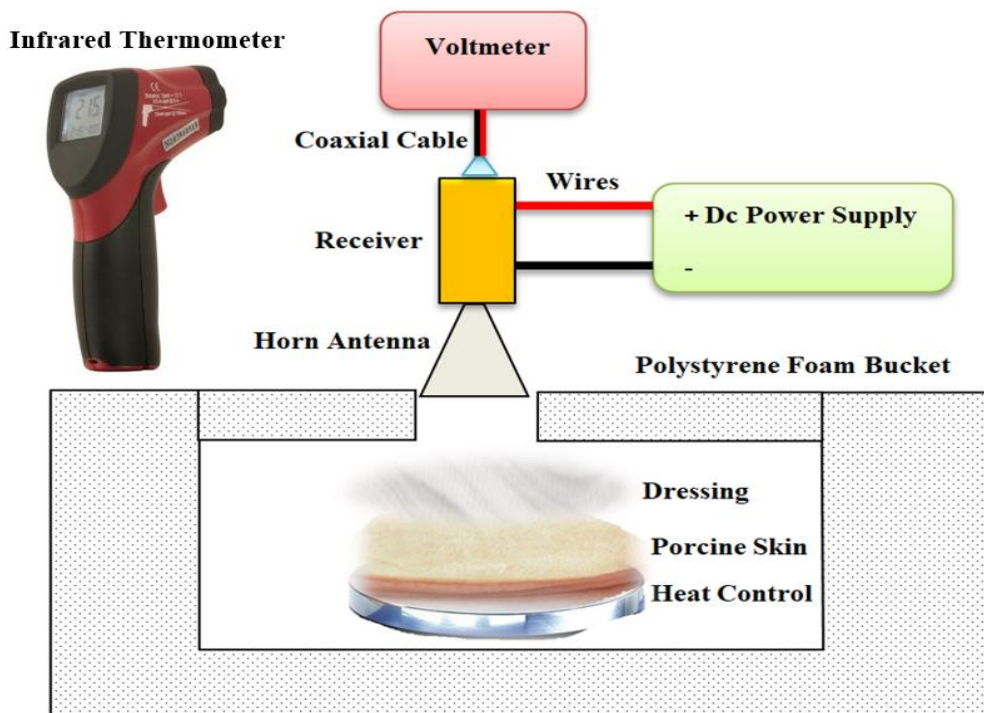 Infrared Thermometer
Voltmeter
Coaxial Cable
Wires
+ Dc Power Supply
-
Receiver
Horn Antenna
Polystyrene Foam Bucket
Dressing
Porcine Skin
Heat Control